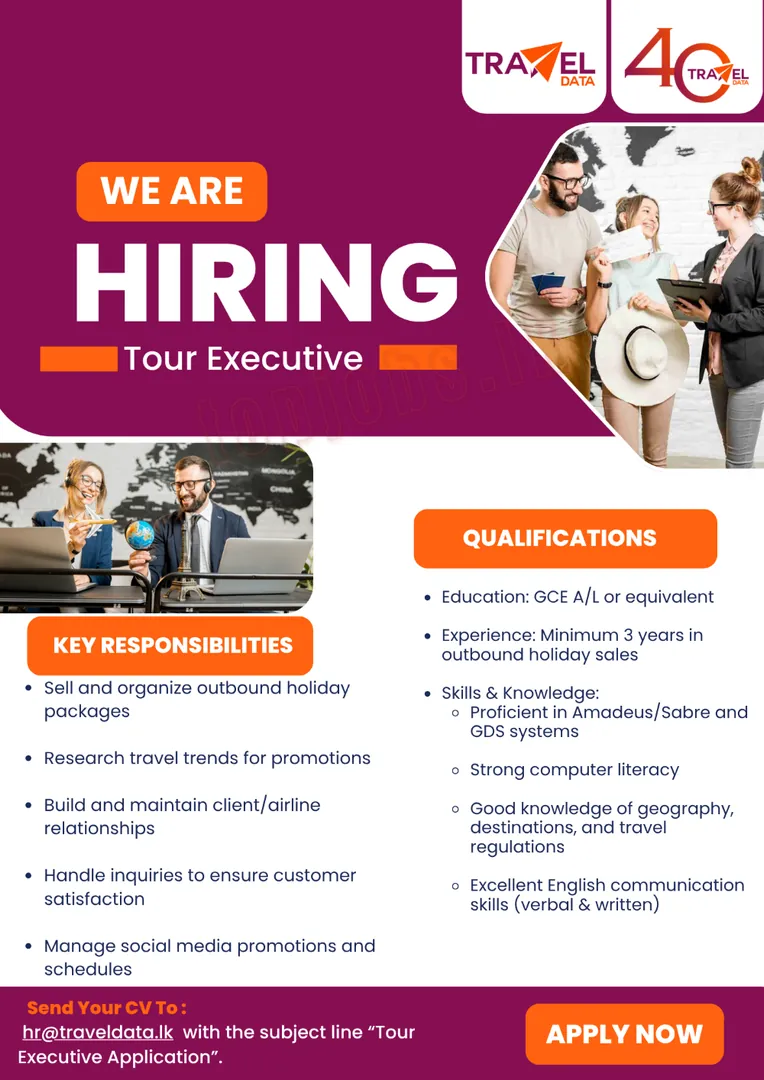 TRAVEL
DATA
40
TRAVEL
DATA
WE ARE
HIRING
Tour Executive
KEY RESPONSIBILITIES
• Sell and organize outbound holiday
packages
• Research travel trends for promotions
• Build and maintain client/airline
relationships
• Handle inquiries to ensure customer
satisfaction
• Manage social media promotions and
schedules
QUALIFICATIONS
• Education: GCE A/L or equivalent
• Experience: Minimum 3 years in
outbound holiday sales
• Skills & Knowledge:
◦ Proficient in Amadeus/Sabre and
GDS systems
◦ Strong computer literacy
◦ Good knowledge of geography,
destinations, and travel
regulations
◦ Excellent English communication
skills (verbal & written)
Send Your CV To :
hr@traveldata.lk with the subject line “Tour
Executive Application”.
APPLY NOW